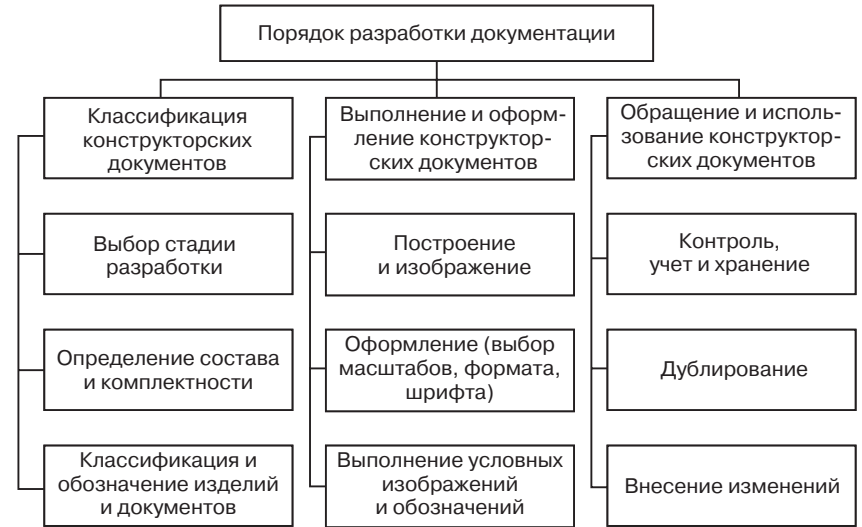 Порядок разработки документации
Классификация
конструкторских
документов
Выполнение и оформ-
ление конструктор-
ских документов
Обращение и исполь-
зование конструктор-
ских документов
Выбор стадии
разработки
Построение
и изображение
Контроль,
учет и хранение
Определение состава
и комплектности
Оформление (выбор
масштабов, формата,
шрифта)
Дублирование
Классификация и
обозначение изделий
и документов
Выполнение условных
изображений
и обозначений
Внесение изменений